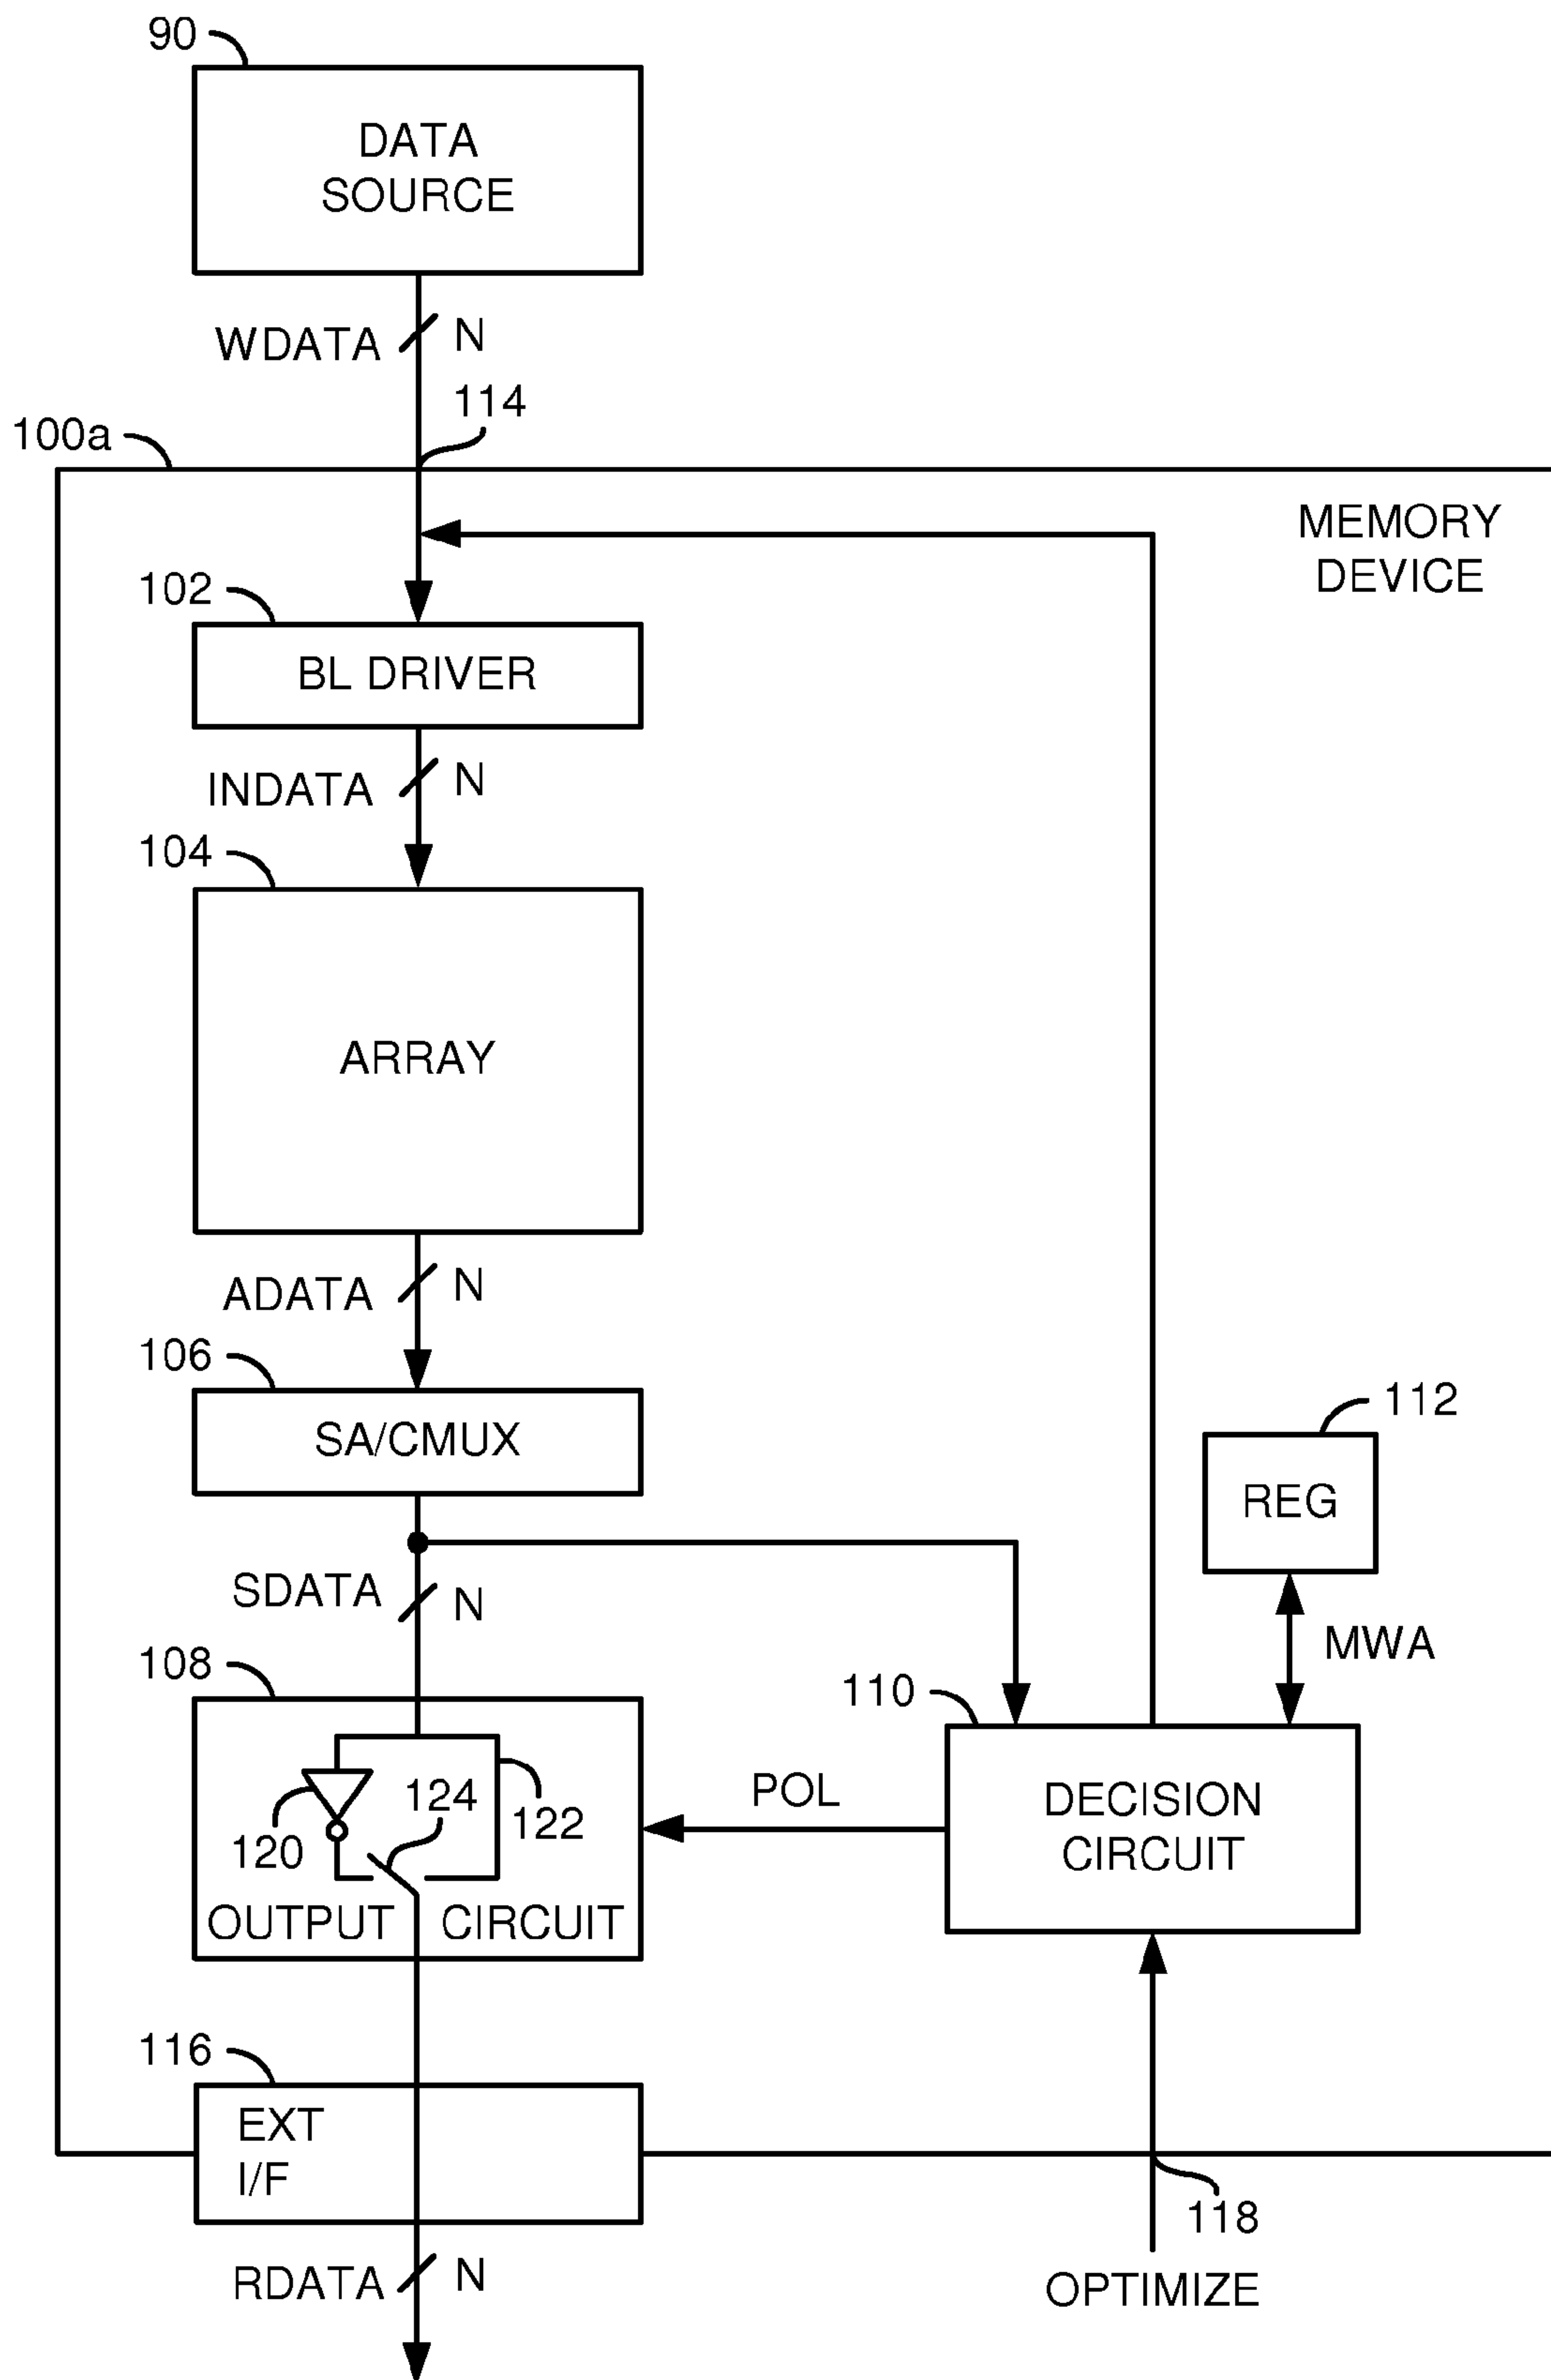 90
DATA
SOURCE
WDATA N
114
100a
MEMORY
DEVICE
102
BL DRIVER
INDATA N
104
ARRAY
ADATA N
106
SA/CMUX
112
REG
SDATA N
MWA
108
110
POL
DECISION
CIRCUIT
124
122
120
OUTPUT CIRCUIT
116
EXT
I/F
118
RDATA N
OPTIMIZE